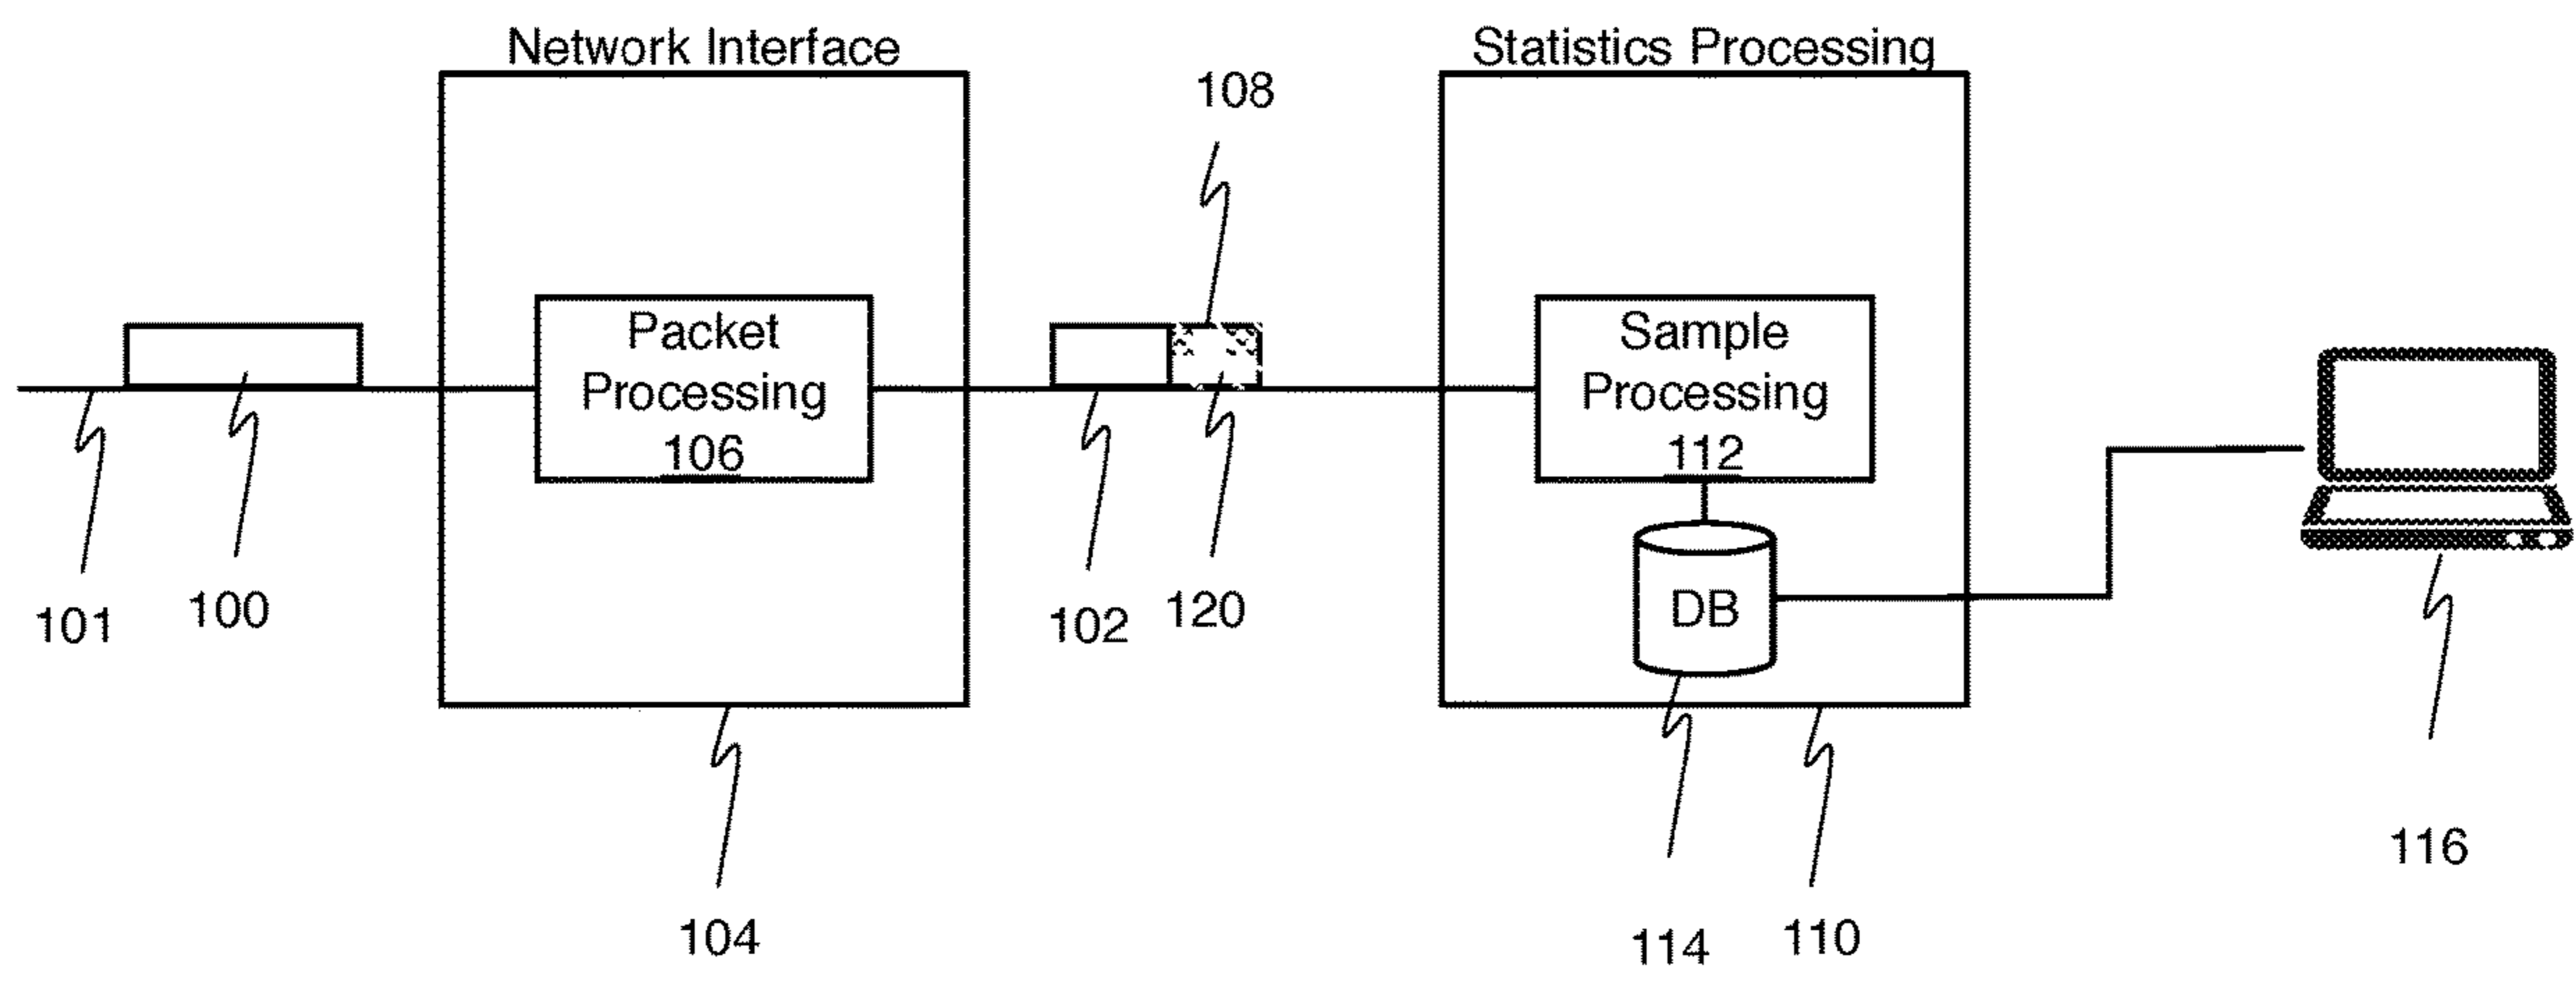 Network Interface
Statistics Processing
108
Packet
Processing
106
Sample
Processing
112
DB
101
100
102
120
116
104
114
110